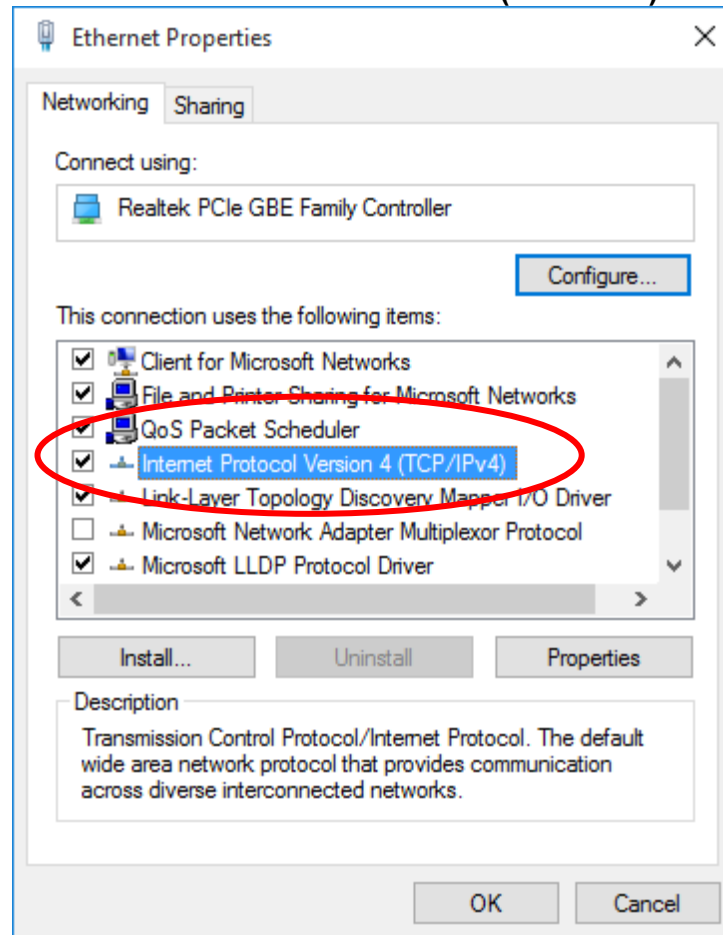 Ethernet Properties
Networking
Sharing
Connect using:
Realtek PCIe GBE Family Controller
Configure...
This connection uses the following items:
Client for Microsoft Networks
File and Printer Sharing for Microsoft Networks
QoS Packet Scheduler
Internet Protocol Version 4 (TCP/IPv4)
Link-Layer Topology Discovery Mapper I/O Driver
Microsoft Network Adapter Multiplexor Protocol
Microsoft LLDP Protocol Driver
Install...
Uninstall
Properties
Description
Transmission Control Protocol/Internet Protocol. The default
wide area network protocol that provides communication
across diverse interconnected networks.
OK
Cancel